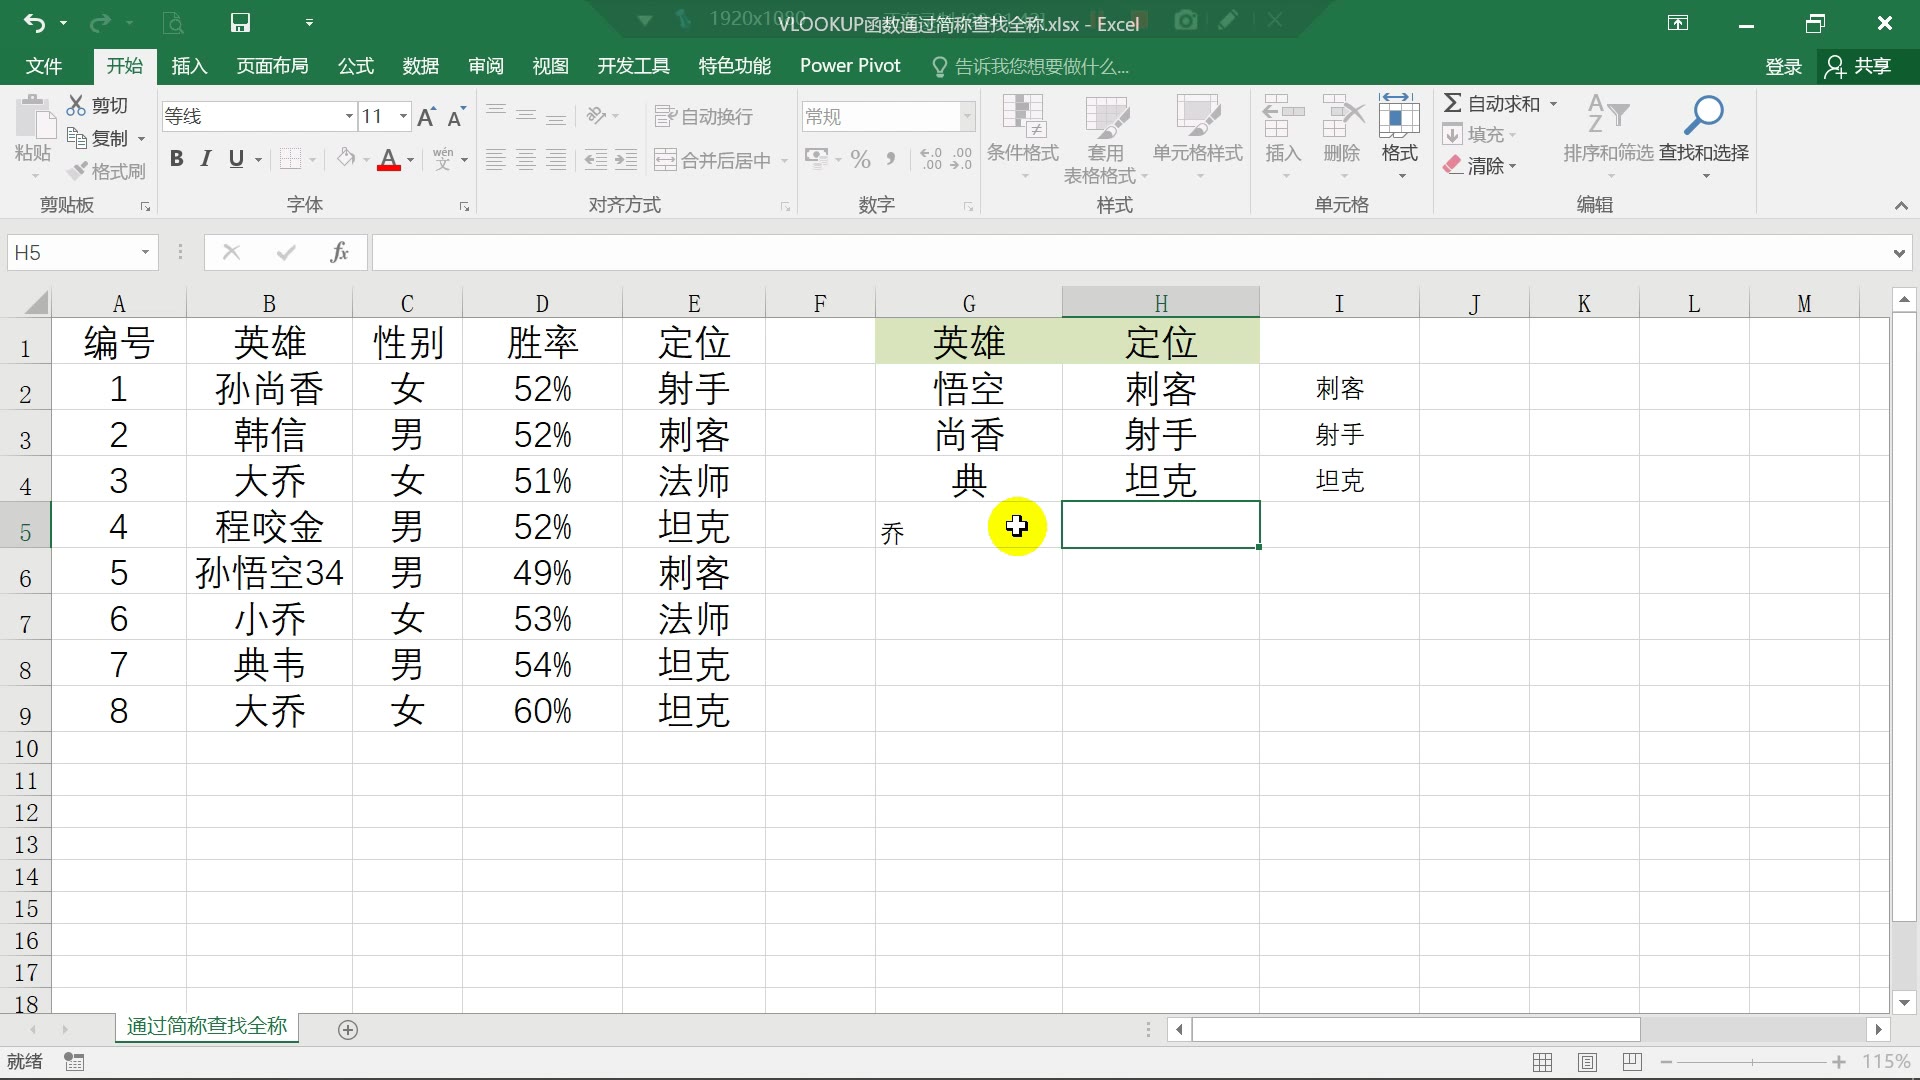 VLOOKUP函数通过简称查找全称.xlsx - Excel
文件 开始 插入 页面布局 公式 数据 审阅 视图 开发工具 特色功能 Power Pivot 告诉我您想要做什么... 登录 共享
剪切
复制
格式刷
粘贴
剪贴板
等线 11
B I U A wén 文
字体
自动换行
合并后居中
对齐方式
常规
% ,
数字
条件格式 套用 单元格样式
表格格式
样式
插入 删除 格式
单元格
Σ 自动求和
填充
清除
排序和筛选 查找和选择
编辑
H5 fx
A B C D E F G H I J K L M
1 编号 英雄 性别 胜率 定位 英雄 定位
2 1 孙尚香 女 52% 射手 悟空 刺客 刺客
3 2 韩信 男 52% 刺客 尚香 射手 射手
4 3 大乔 女 51% 法师 典 坦克 坦克
5 4 程咬金 男 52% 坦克 乔
6 5 孙悟空34 男 49% 刺客
7 6 小乔 女 53% 法师
8 7 典韦 男 54% 坦克
9 8 大乔 女 60% 坦克
10
11
12
13
14
15
16
17
18
通过简称查找全称
就绪 115%